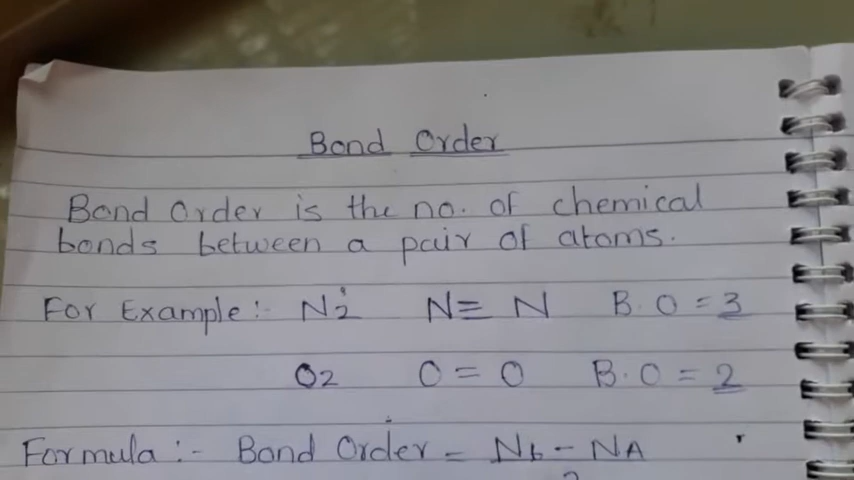 Bond Order
Bond Order is the no. of chemical
bonds between a pair of atoms.
For Example :- N2 N≡N B.O = 3
O2 O=O B.O = 2
Formula :- Bond Order = Nb - NA
2